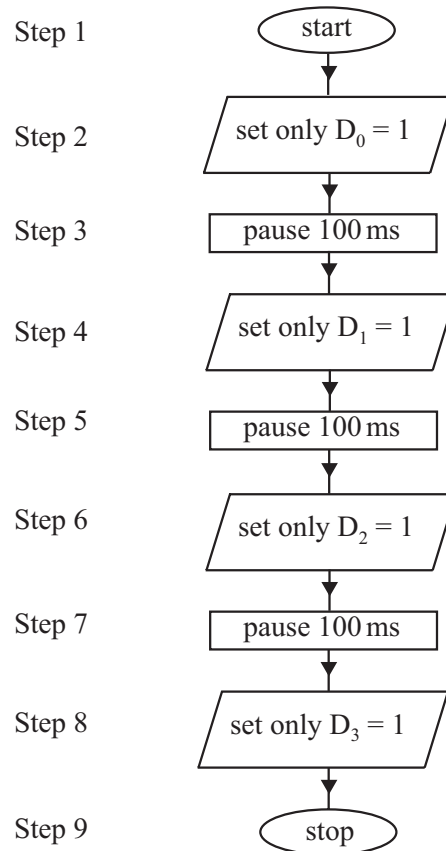 Step 1 start
Step 2 set only D₀ = 1
Step 3 pause 100 ms
Step 4 set only D₁ = 1
Step 5 pause 100 ms
Step 6 set only D₂ = 1
Step 7 pause 100 ms
Step 8 set only D₃ = 1
Step 9 stop